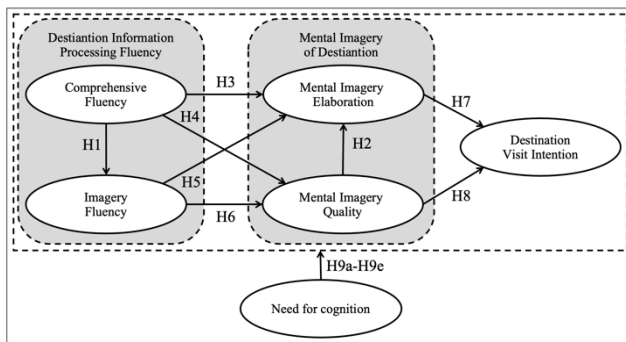 Destiantion Information
Processing Fluency
Mental Imagery
of Destiantion
Comprehensive
Fluency
H3
Mental Imagery
Elaboration
H7
H4
H1
H2
Destination
Visit Intention
H5
Imagery
Fluency
H6
Mental Imagery
Quality
H8
H9a-H9e
Need for cognition